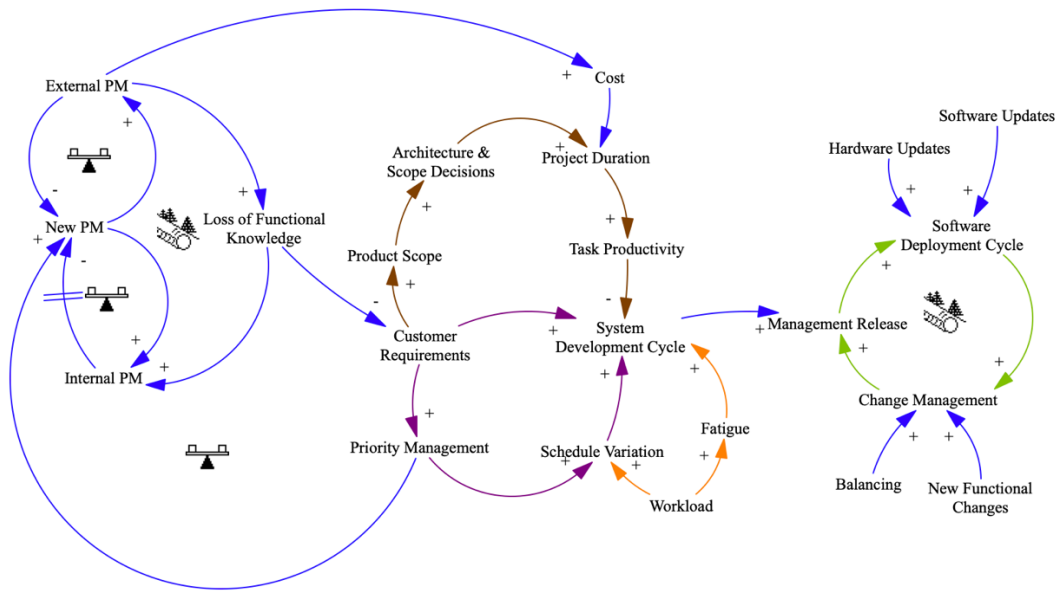 Cost
External PM
Software Updates
Hardware Updates
Architecture &
Scope Decisions
Project Duration
New PM
Loss of Functional
Knowledge
Software
Deployment Cycle
Product Scope
Task Productivity
Customer
Requirements
System
Development Cycle
Management Release
Internal PM
Change Management
Priority Management
Schedule Variation
Fatigue
Balancing
New Functional
Changes
Workload